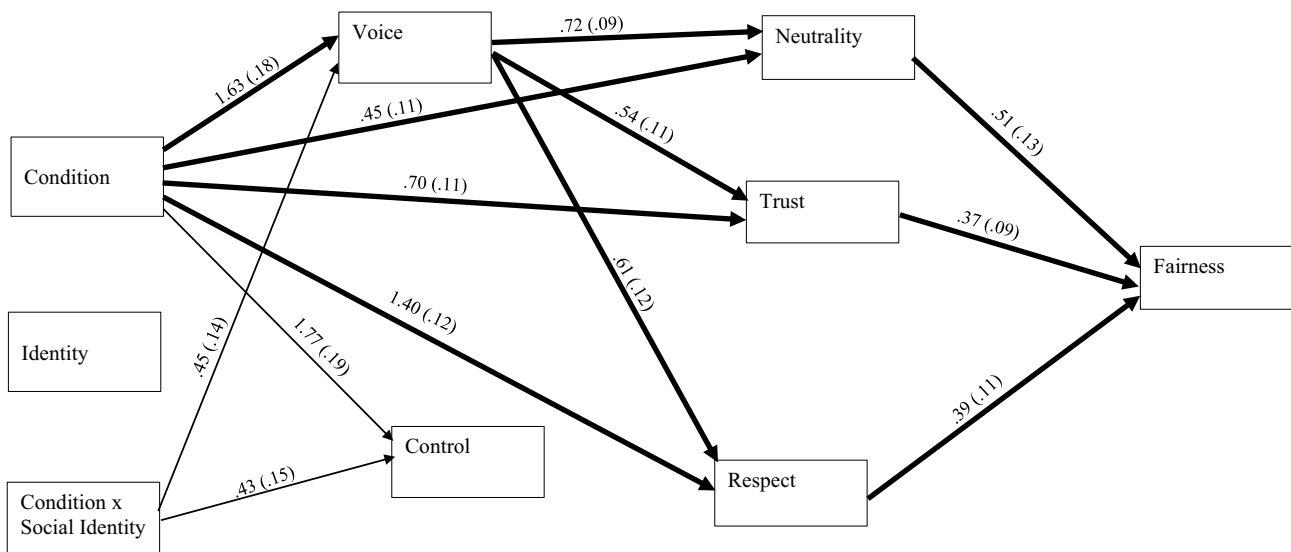 Voice
Neutrality
.72 (.09)
1.63 (.18)
.45 (.11)
.54 (.11)
.51 (.13)
Condition
.70 (.11)
Trust
.37 (.09)
Fairness
.61 (.12)
1.40 (.12)
1.77 (.19)
.45 (.14)
Identity
.39 (.11)
Control
.43 (.15)
Respect
Condition x
Social Identity